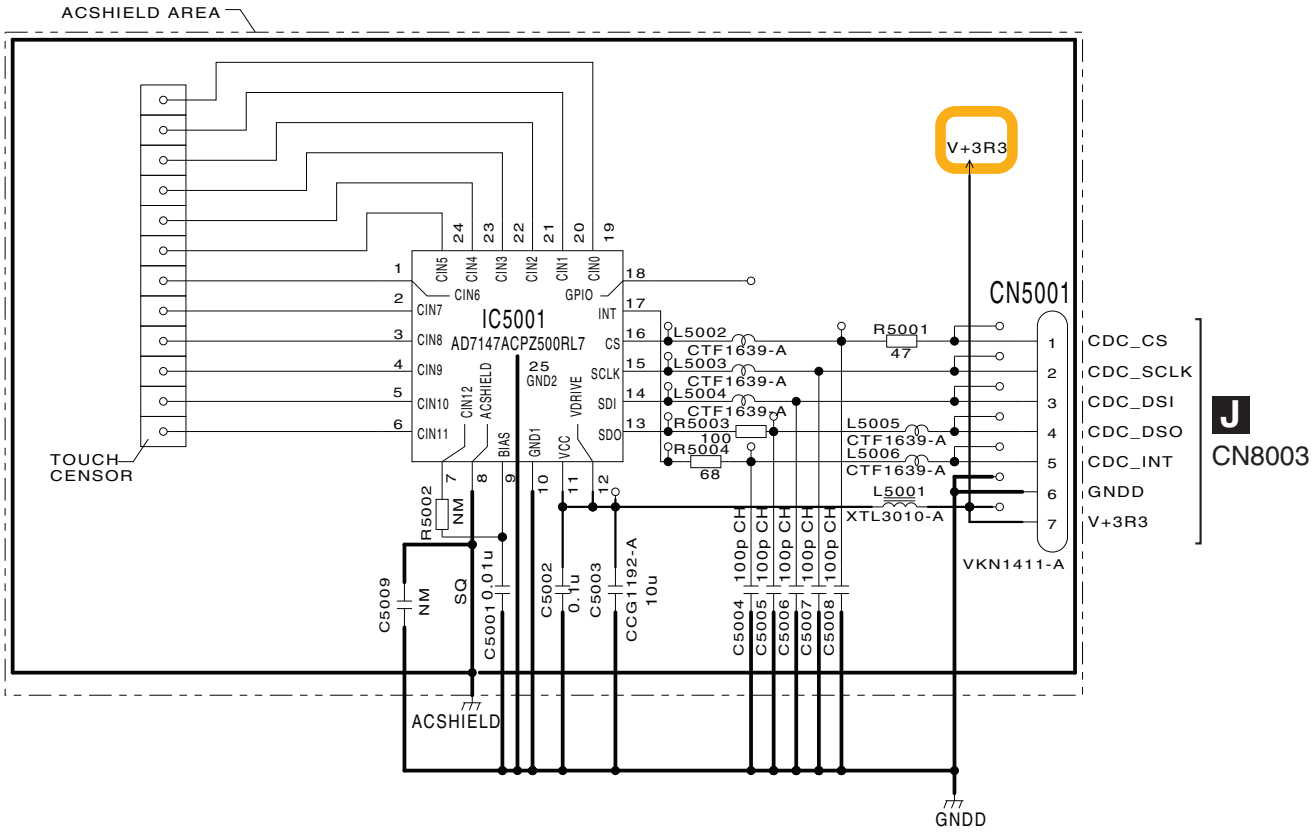 ACSHIELD AREA
V+3R3
24
23
22
21
20
19
CIN5
CIN4
CIN3
CIN2
CIN1
CIN0
1
CIN6
GPIO
18
CN5001
2
CIN7
INT
17
IC5001
AD7147ACPZ500RL7
3
CIN8
CS
16
L5002
CTF1639-A
R5001
47
1
CDC_CS
4
CIN9
25
GND2
SCLK
15
L5003
CTF1639-A
2
CDC_SCLK
5
CIN10
CIN12
ACSHIELD
VDRIVE
SDI
14
L5004
CTF1639-A
3
CDC_DSI
J
6
CIN11
BIAS
GND1
VCC
SDO
13
R5003
100
L5005
CTF1639-A
4
CDC_DSO
CN8003
TOUCH
CENSOR
R5004
68
L5006
CTF1639-A
5
CDC_INT
7
8
9
10
11
12
L5001
XTL3010-A
6
GNDD
7
V+3R3
VKN1411-A
R5002
NM
C5009
NM
SQ
C5001
0.01u
C5002
0.1u
C5003
CCG1192-A
10u
C5004
100p CH
C5005
100p CH
C5006
100p CH
C5007
100p CH
C5008
100p CH
ACSHIELD
GNDD